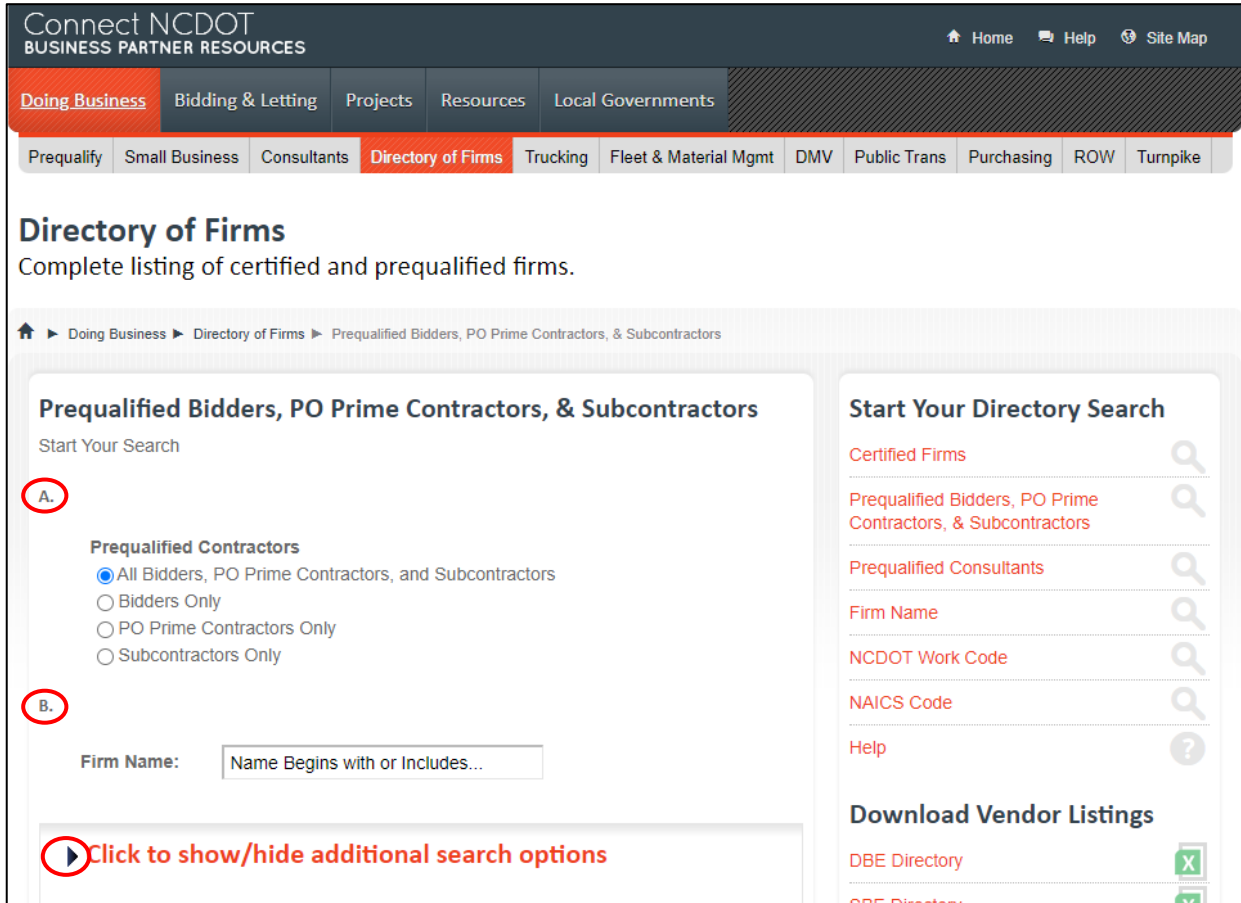 Connect NCDOT
BUSINESS PARTNER RESOURCES
Home Help Site Map
Doing Business Bidding & Letting Projects Resources Local Governments
Prequalify Small Business Consultants Directory of Firms Trucking Fleet & Material Mgmt DMV Public Trans Purchasing ROW Turnpike
Directory of Firms
Complete listing of certified and prequalified firms.
Doing Business Directory of Firms Prequalified Bidders, PO Prime Contractors, & Subcontractors
Prequalified Bidders, PO Prime Contractors, & Subcontractors
Start Your Search
A.
Prequalified Contractors
All Bidders, PO Prime Contractors, and Subcontractors
Bidders Only
PO Prime Contractors Only
Subcontractors Only
B.
Firm Name: Name Begins with or Includes...
Click to show/hide additional search options
Start Your Directory Search
Certified Firms
Prequalified Bidders, PO Prime
Contractors, & Subcontractors
Prequalified Consultants
Firm Name
NCDOT Work Code
NAICS Code
Help
Download Vendor Listings
DBE Directory